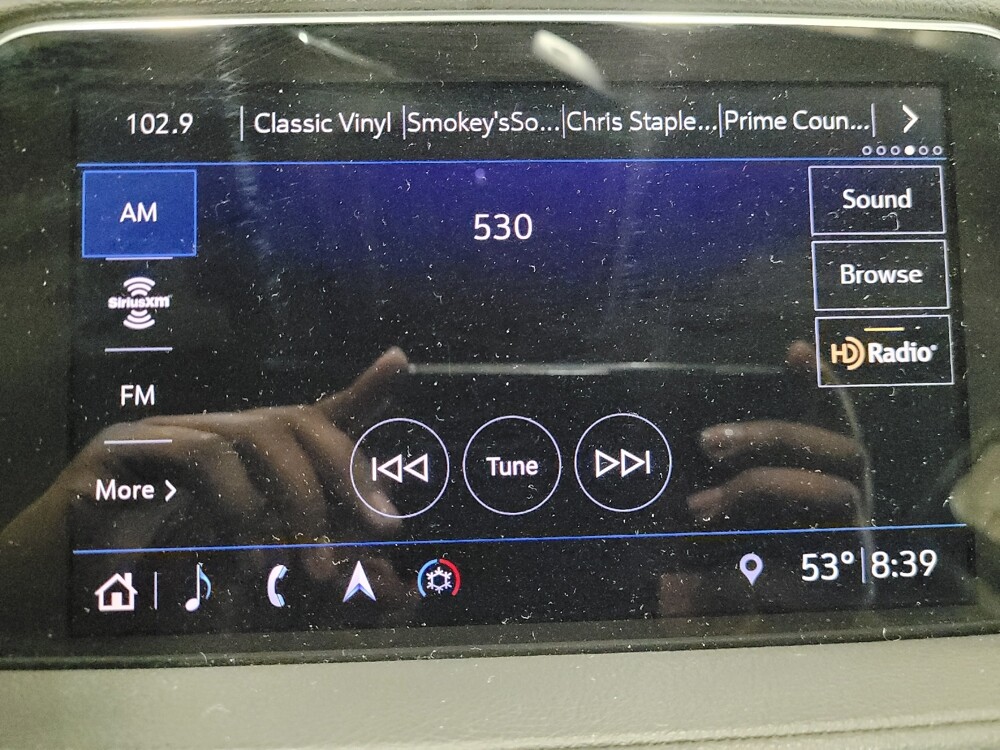 102.9 | Classic Vinyl | Smokey'sSo... | Chris Staple... | Prime Coun... |
AM
530
Sound
SiriusXM
Browse
HD Radio®
FM
Tune
More
53° | 8:39